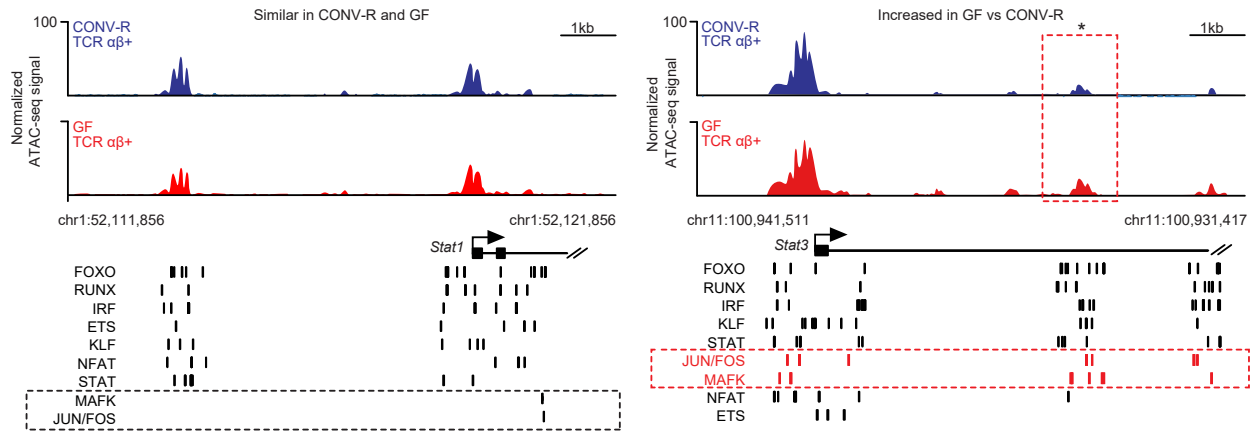 Similar in CONV-R and GF
100
CONV-R
TCR αβ+
1kb
Normalized
ATAC-seq signal
GF
TCR αβ+
chr1:52,111,856
chr1:52,121,856
Stat1
FOXO
RUNX
IRF
ETS
KLF
NFAT
STAT
MAFK
JUN/FOS
Increased in GF vs CONV-R
100
CONV-R
TCR αβ+
*
1kb
Normalized
ATAC-seq signal
GF
TCR αβ+
chr11:100,941,511
chr11:100,931,417
Stat3
FOXO
RUNX
IRF
KLF
STAT
JUN/FOS
MAFK
NFAT
ETS